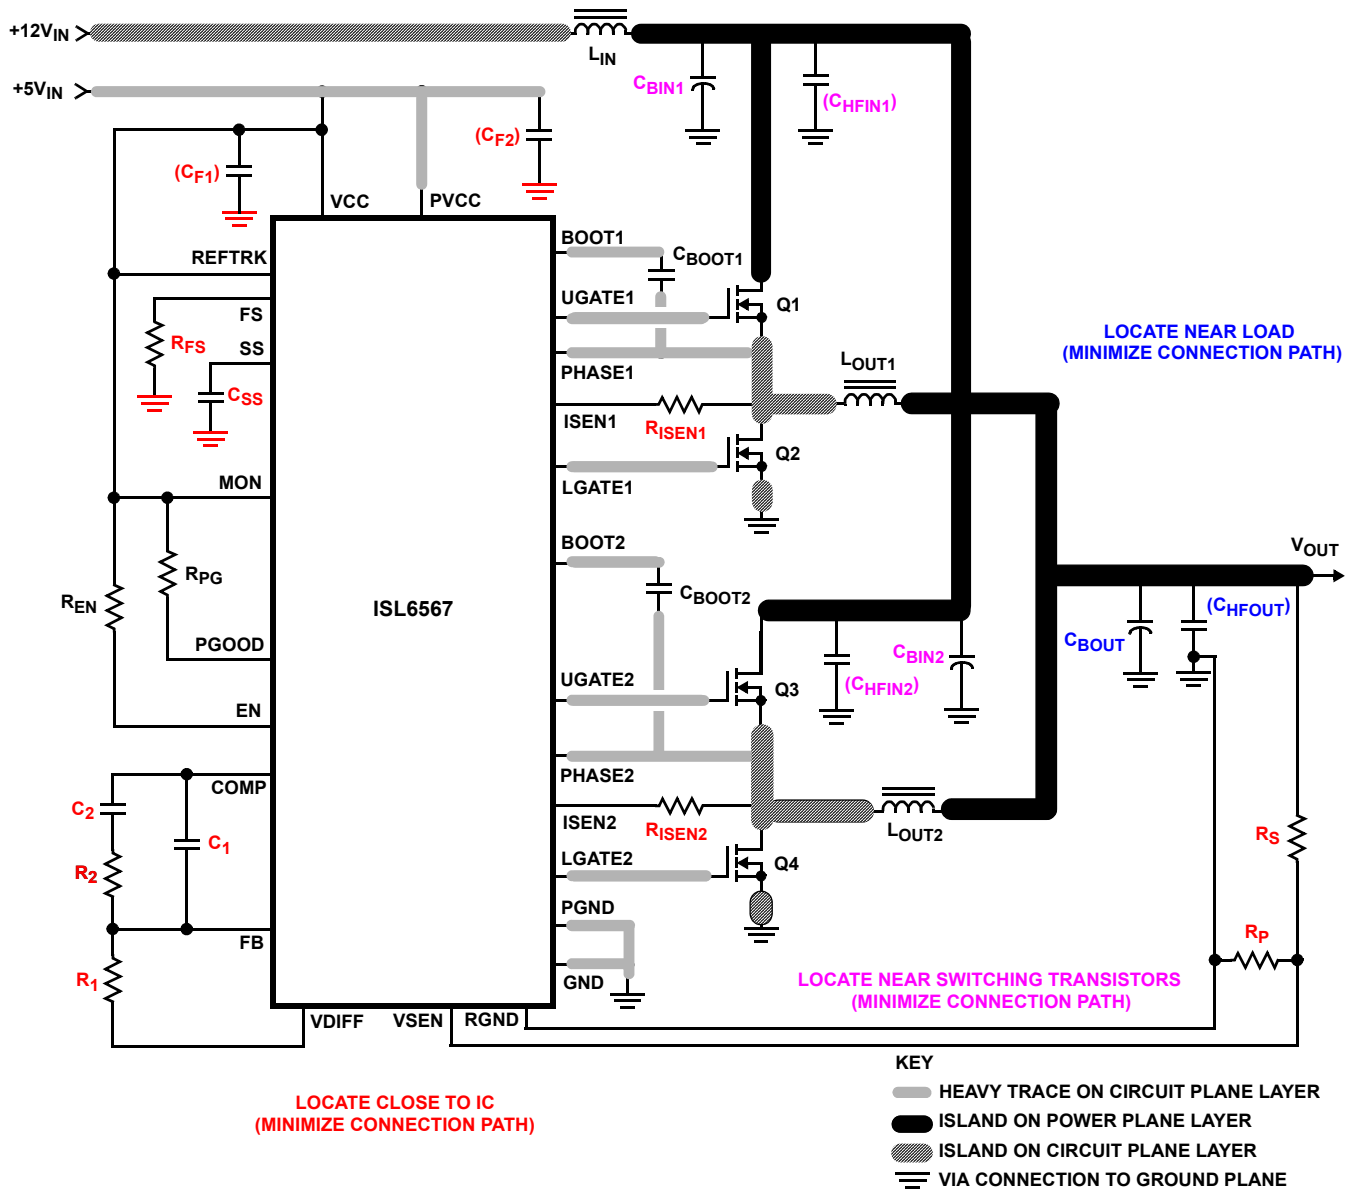 +12VIN
LIN
CBIN1
(CHFIN1)
+5VIN
(CF2)
(CF1)
VCC
PVCC
BOOT1
CBOOT1
REFTRK
UGATE1
Q1
FS
RFS
SS
PHASE1
LOUT1
LOCATE NEAR LOAD
(MINIMIZE CONNECTION PATH)
CSS
ISEN1
RISEN1
Q2
MON
LGATE1
BOOT2
VOUT
RPG
CBOOT2
REN
ISL6567
(CHFOUT)
CBOUT
PGOOD
CBIN2
UGATE2
Q3
(CHFIN2)
EN
PHASE2
COMP
C2
ISEN2
RISEN2
LOUT2
RS
C1
LGATE2
Q4
R2
PGND
FB
RP
R1
GND
LOCATE NEAR SWITCHING TRANSISTORS
(MINIMIZE CONNECTION PATH)
VDIFF
VSEN
RGND
KEY
HEAVY TRACE ON CIRCUIT PLANE LAYER
LOCATE CLOSE TO IC
(MINIMIZE CONNECTION PATH)
ISLAND ON POWER PLANE LAYER
ISLAND ON CIRCUIT PLANE LAYER
VIA CONNECTION TO GROUND PLANE